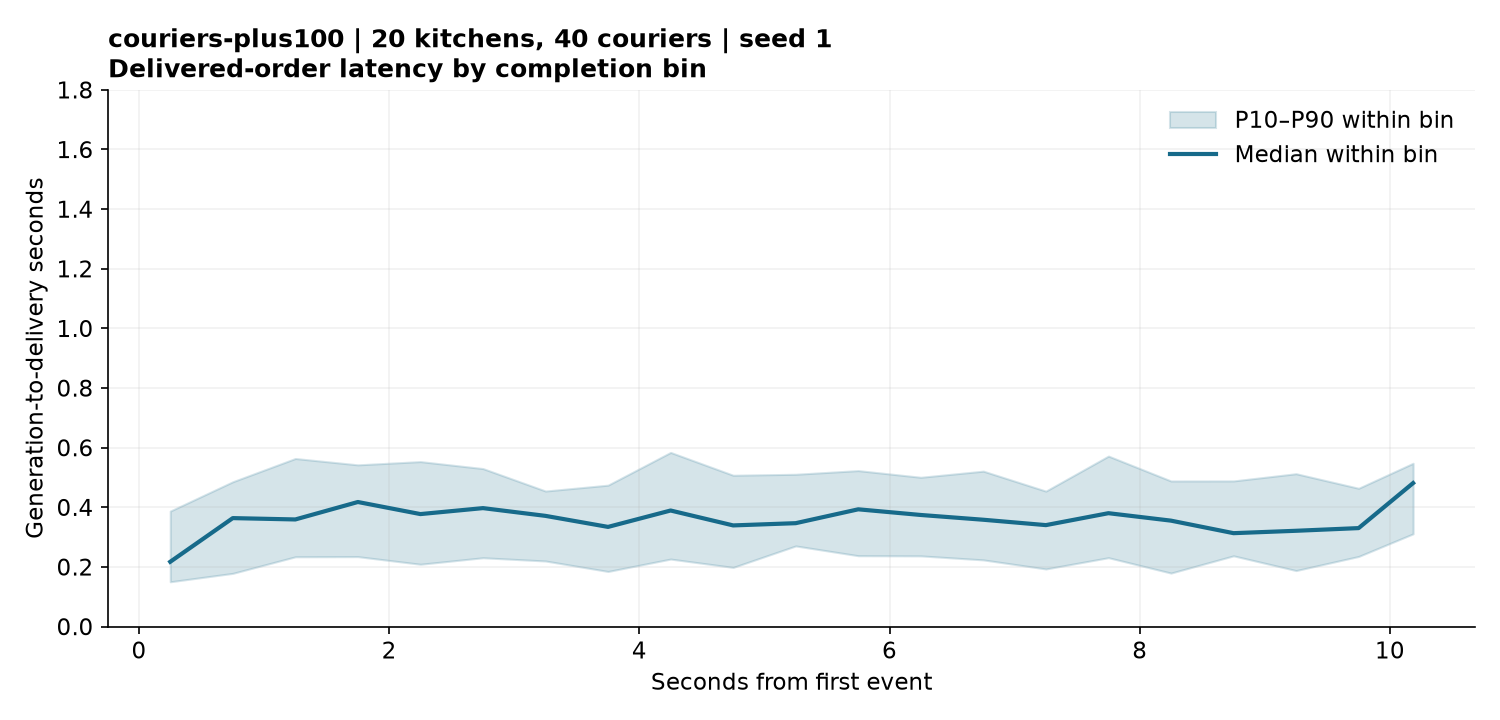 couriers-plus100 | 20 kitchens, 40 couriers | seed 1
Delivered-order latency by completion bin
P10–P90 within bin
Median within bin
Generation-to-delivery seconds
1.8
1.6
1.4
1.2
1.0
0.8
0.6
0.4
0.2
0.0
0 2 4 6 8 10
Seconds from first event